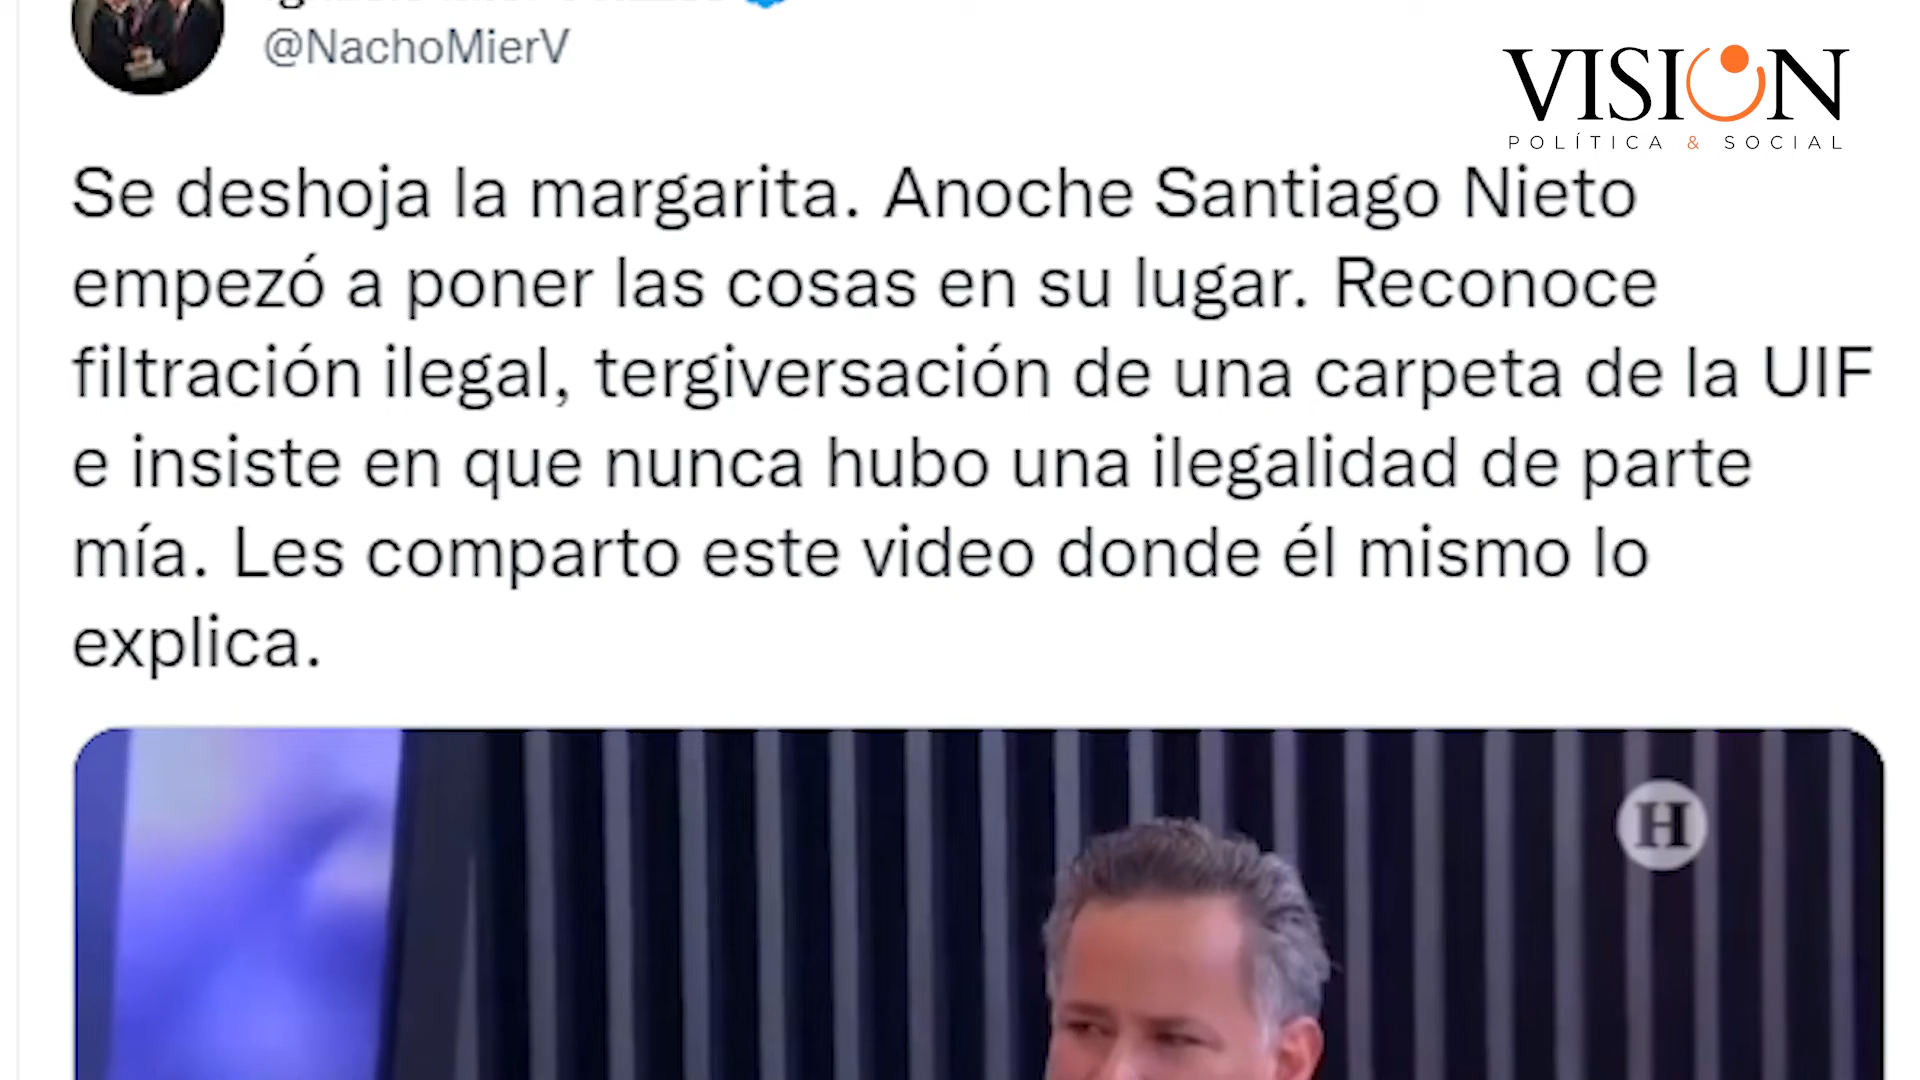 @NachoMierV
VISION
POLÍTICA & SOCIAL
Se deshoja la margarita. Anoche Santiago Nieto
empezó a poner las cosas en su lugar. Reconoce
filtración ilegal, tergiversación de una carpeta de la UIF
e insiste en que nunca hubo una ilegalidad de parte
mía. Les comparto este video donde él mismo lo
explica.
H